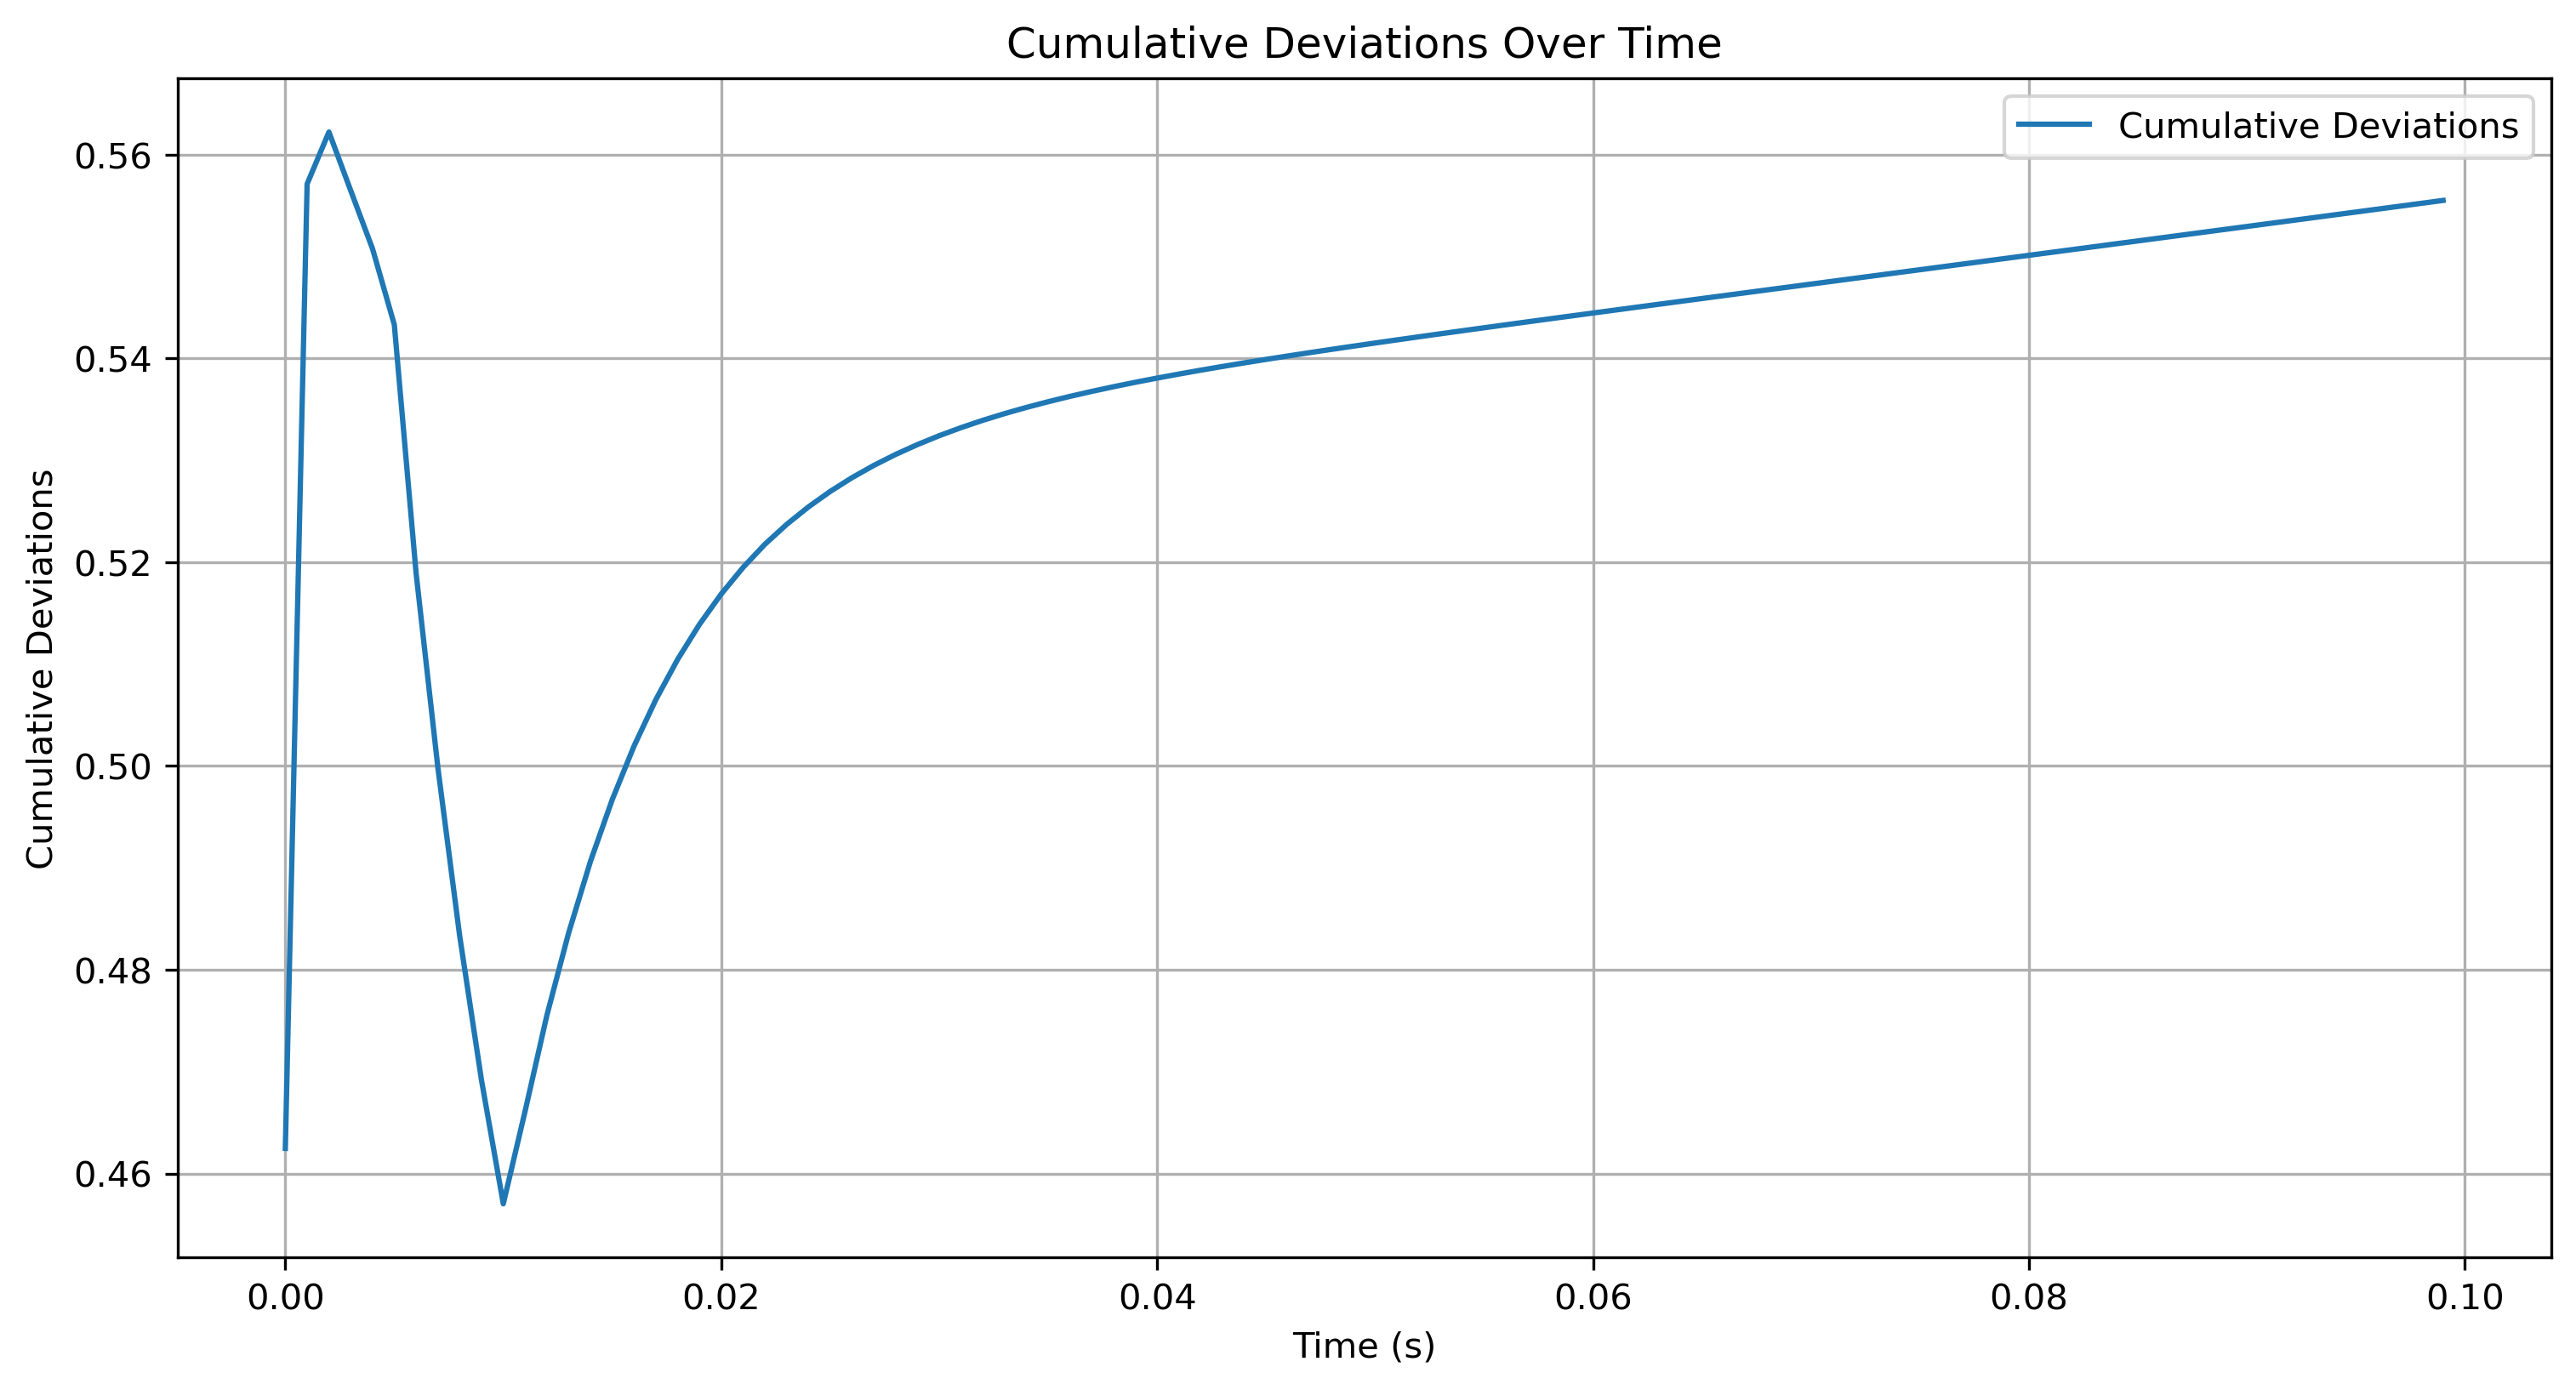 Cumulative Deviations Over Time
Cumulative Deviations
0.56
0.54
0.52
0.50
0.48
0.46
Cumulative Deviations
0.00 0.02 0.04 0.06 0.08 0.10
Time (s)